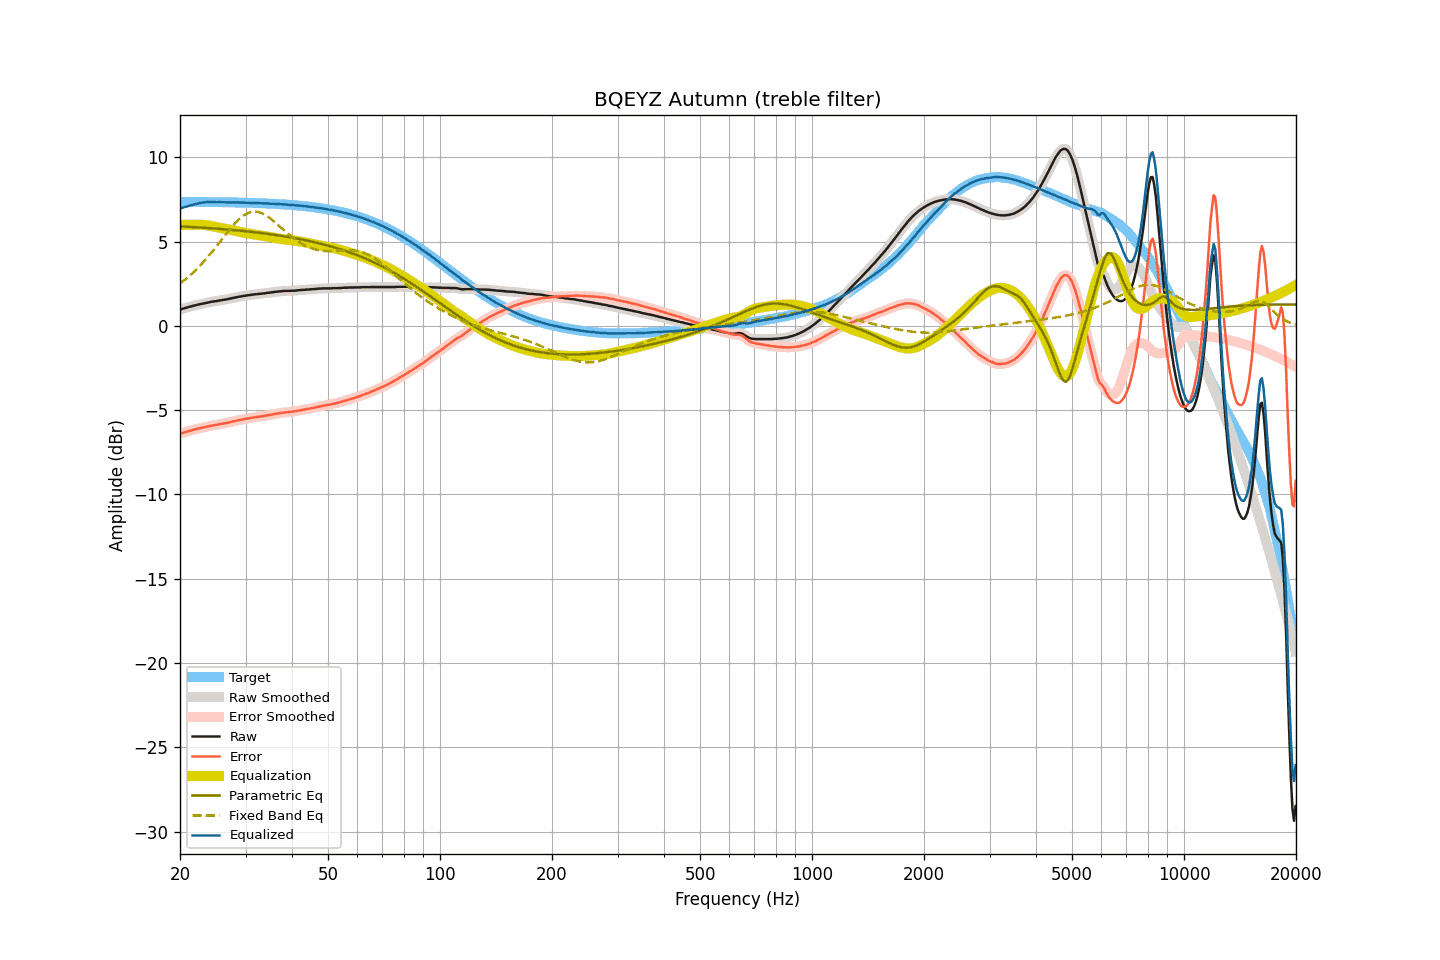 BQEYZ Autumn (treble filter)
10
5
0
−5
−10
−15
−20
−25
−30
Amplitude (dBr)
Target
Raw Smoothed
Error Smoothed
Raw
Error
Equalization
Parametric Eq
Fixed Band Eq
Equalized
20 50 100 200 500 1000 2000 5000 10000 20000
Frequency (Hz)